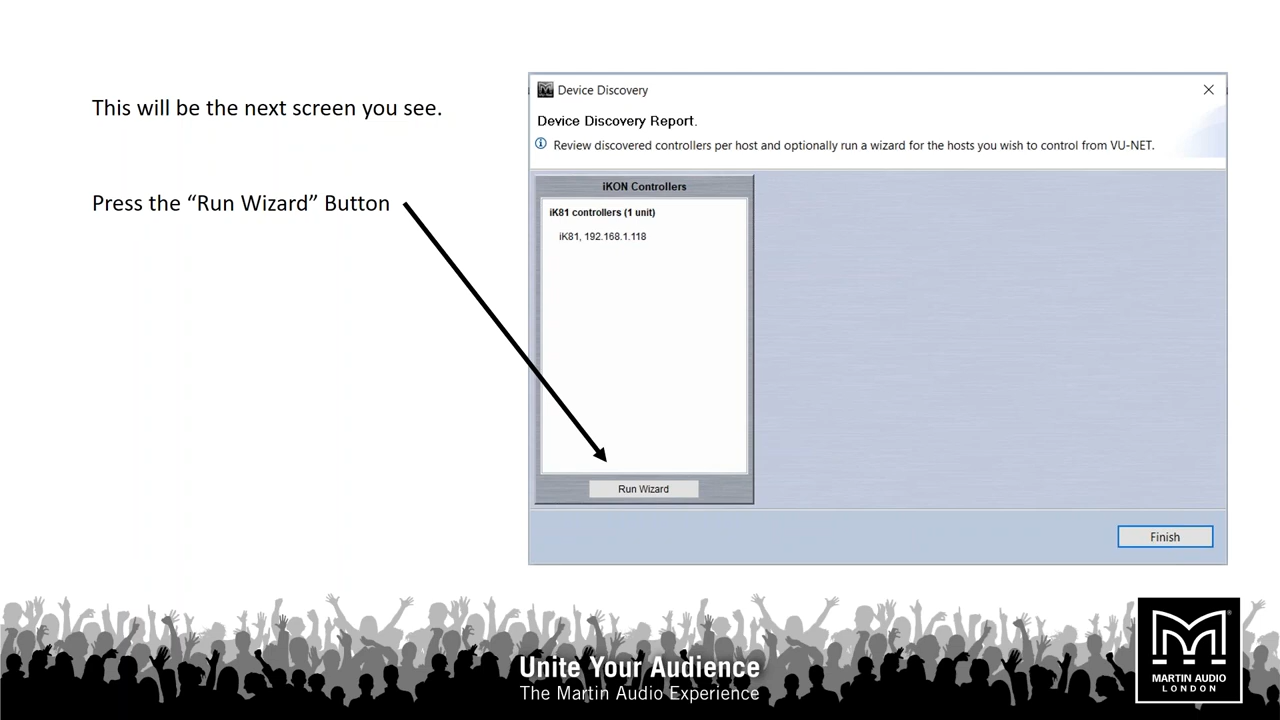 This will be the next screen you see.
Press the “Run Wizard” Button
Device Discovery
Device Discovery Report.
Review discovered controllers per host and optionally run a wizard for the hosts you wish to control from VU-NET.
iKON Controllers
iK81 controllers (1 unit)
iK81, 192.168.1.118
Run Wizard
Finish
Unite Your Audience
The Martin Audio Experience
MARTIN AUDIO
LONDON